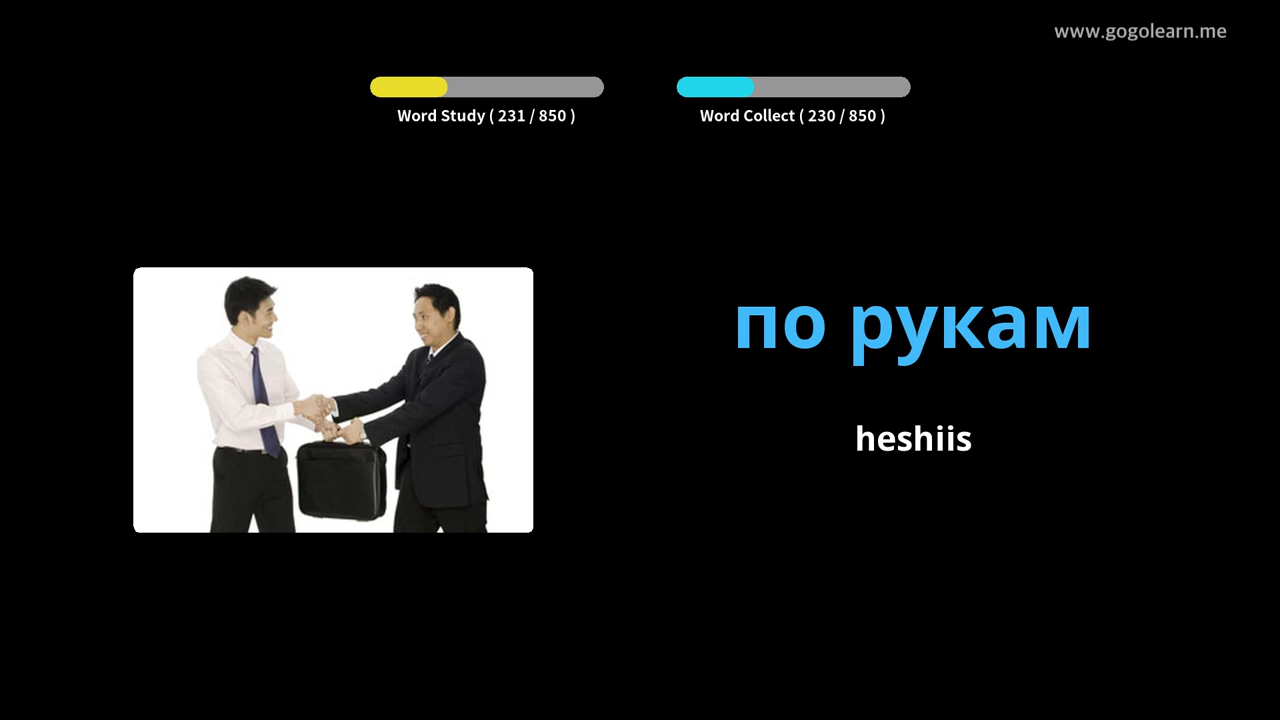 www.gogolearn.me
Word Study ( 231 / 850 )
Word Collect ( 230 / 850 )
по рукам
heshiis